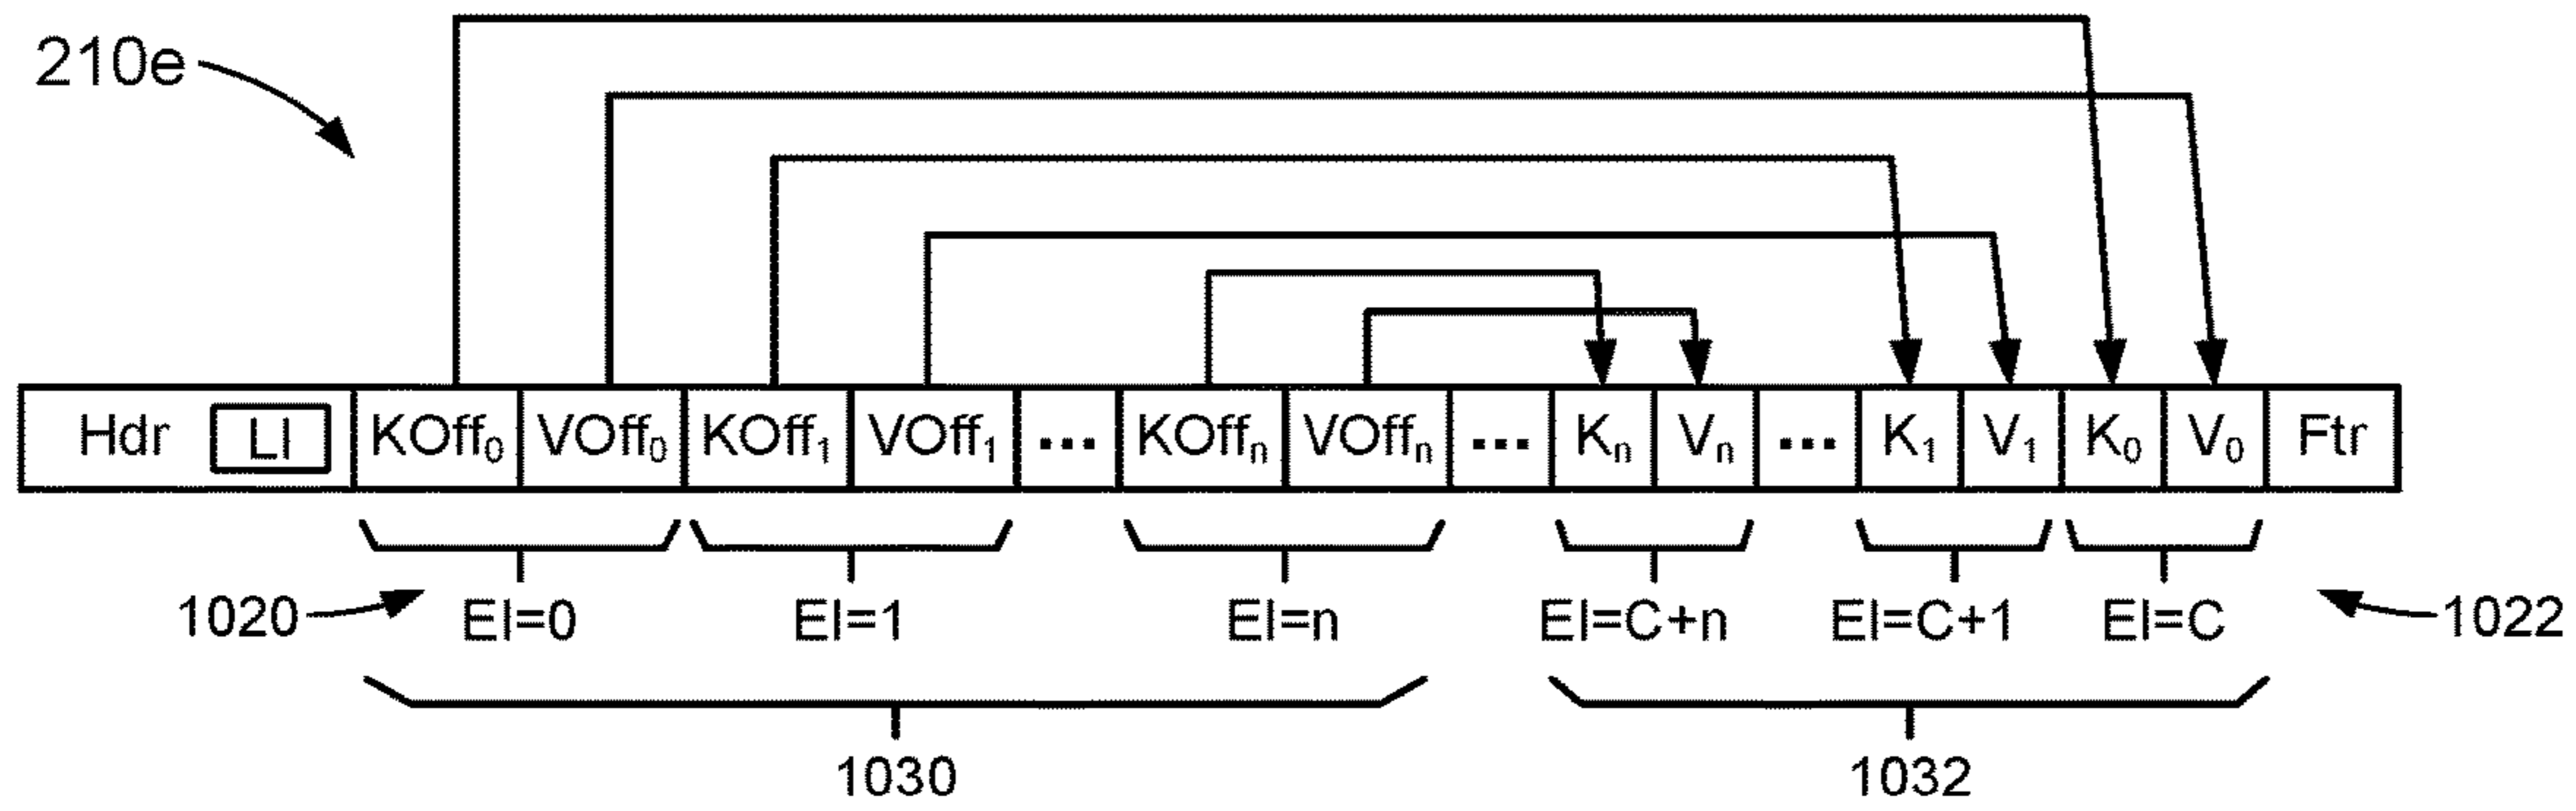 210e
Hdr LI KOff₀ VOff₀ KOff₁ VOff₁ ... KOffₙ VOffₙ ... Kₙ Vₙ ... K₁ V₁ K₀ V₀ Ftr
1020 EI=0 EI=1 EI=n EI=C+n EI=C+1 EI=C 1022
1030 1032